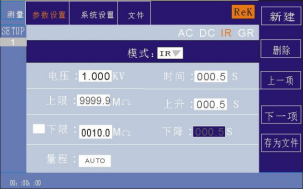 测量 参数设置 系统设置 文件 ReK 新建
SETUP AC DC IR GR
1 模式: IR 删除
电压: 1.000 KV 时间: 000.5 S 上一项
上限: 9999.9 MΩ 上升: 000.5 S
下限: 0010.0 MΩ 下降: 000.5 S 下一项
量程: AUTO 存为文件
00: 00: 00